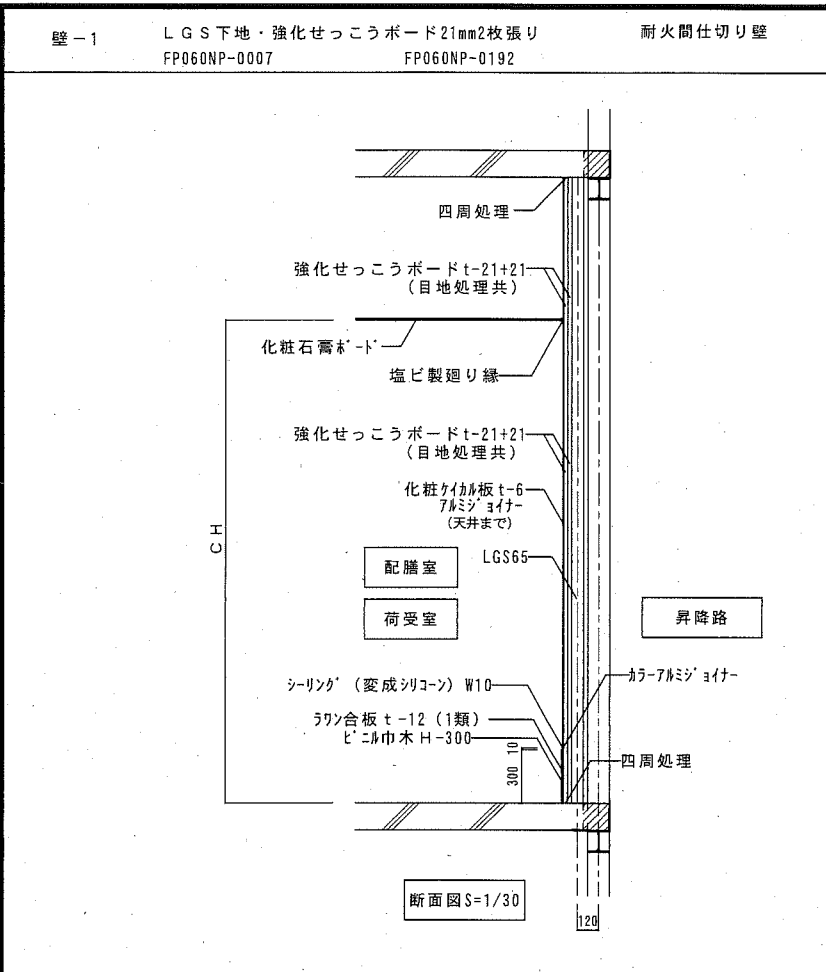 壁-1
LGS下地・強化せっこうボード21mm2枚張り
耐火間仕切り壁
FP060NP-0007
FP060NP-0192
四周処理
強化せっこうボードt-21+21
(目地処理共)
化粧石膏ボード
塩ビ製廻り縁
強化せっこうボードt-21+21
(目地処理共)
化粧ケイカル板t-6
アルミジョイナー
(天井まで)
CH
配膳室
LGS65
荷受室
昇降路
シーリング(変成シリコーン) W10
カラーアルミジョイナー
ラワン合板t-12(1類)
ビニル巾木H-300
10
300
四周処理
断面図S=1/30
120